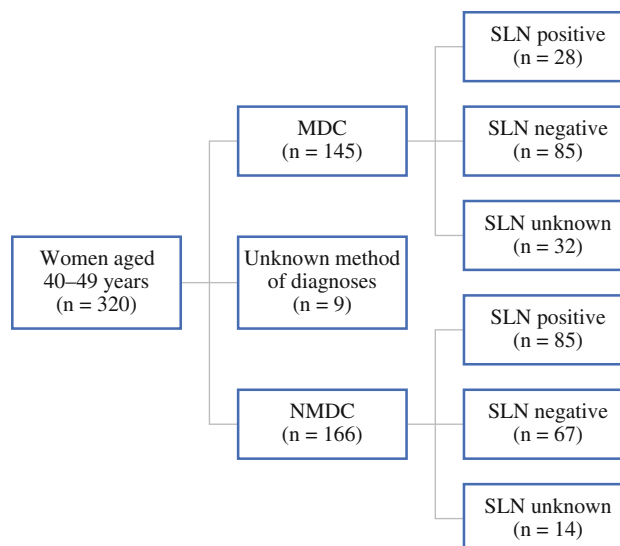 SLN positive
(n = 28)
MDC
(n = 145)
SLN negative
(n = 85)
SLN unknown
(n = 32)
Women aged
40–49 years
(n = 320)
Unknown method
of diagnoses
(n = 9)
SLN positive
(n = 85)
NMDC
(n = 166)
SLN negative
(n = 67)
SLN unknown
(n = 14)